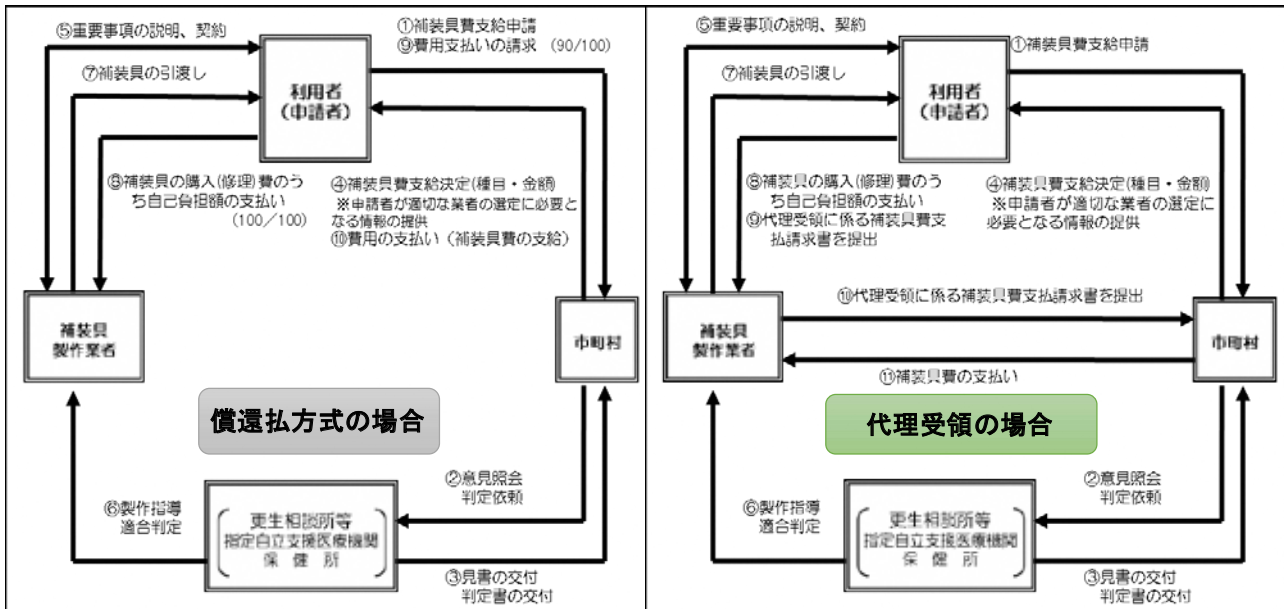 ⑤重要事項の説明、契約
①補装具費支給申請
⑨費用支払いの請求 (90/100)
⑦補装具の引渡し
利用者
(申請者)
⑧補装具の購入(修理)費のう
ち自己負担額の支払い
(100/100)
④補装具費支給決定(種目・金額)
※申請者が適切な業者の選定に必要と
なる情報の提供
⑩費用の支払い(補装具費の支給)
補装具
製作業者
市町村
償還払方式の場合
②意見照会
判定依頼
⑥製作指導
適合判定
更生相談所等
指定自立支援医療機関
保健所
③見書の交付
判定書の交付
⑤重要事項の説明、契約
①補装具費支給申請
⑦補装具の引渡し
利用者
(申請者)
⑧補装具の購入(修理)費のう
ち自己負担額の支払い
⑨代理受領に係る補装具費支
払請求書を提出
④補装具費支給決定(種目・金額)
※申請者が適切な業者の選定に
必要となる情報の提供
⑩代理受領に係る補装具費支払請求書を提出
補装具
製作業者
市町村
⑪補装具費の支払い
代理受領の場合
②意見照会
判定依頼
⑥製作指導
適合判定
更生相談所等
指定自立支援医療機関
保健所
③見書の交付
判定書の交付